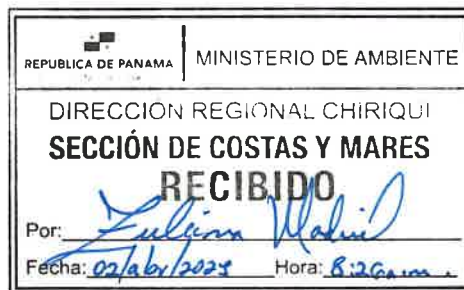 REPUBLICA DE PANAMA
MINISTERIO DE AMBIENTE
DIRECCION REGIONAL CHIRIQUI
SECCIÓN DE COSTAS Y MARES
RECIBIDO
Por:
Fecha: 02/abr/ Hora: 8:26a.m.